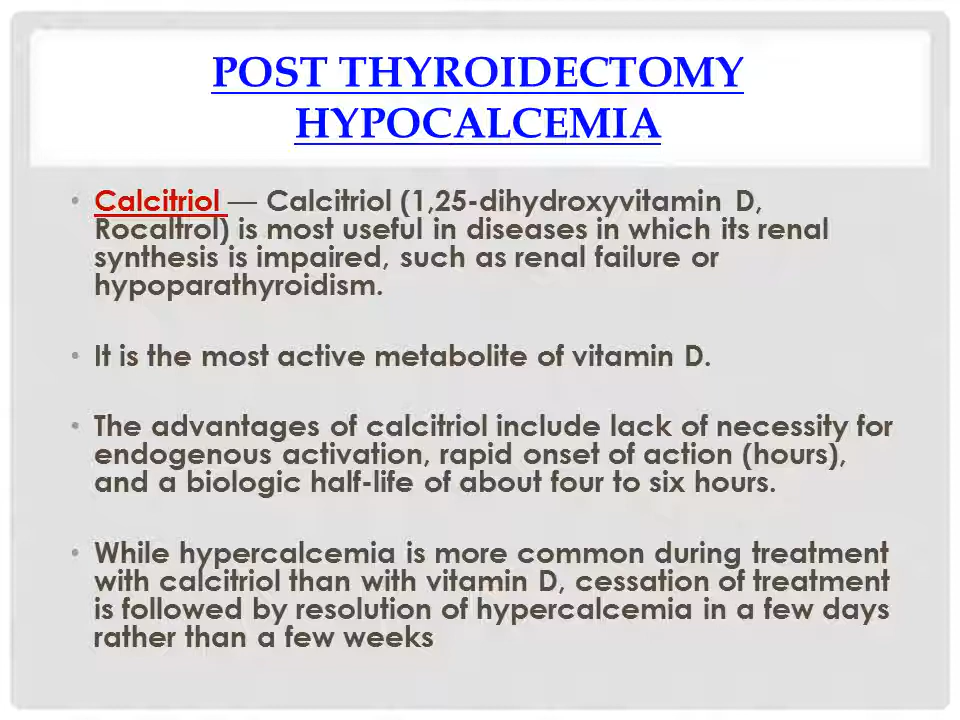 POST THYROIDECTOMY
HYPOCALCEMIA
• Calcitriol — Calcitriol (1,25-dihydroxyvitamin D,
Rocaltrol) is most useful in diseases in which its renal
synthesis is impaired, such as renal failure or
hypoparathyroidism.
• It is the most active metabolite of vitamin D.
• The advantages of calcitriol include lack of necessity for
endogenous activation, rapid onset of action (hours),
and a biologic half-life of about four to six hours.
• While hypercalcemia is more common during treatment
with calcitriol than with vitamin D, cessation of treatment
is followed by resolution of hypercalcemia in a few days
rather than a few weeks